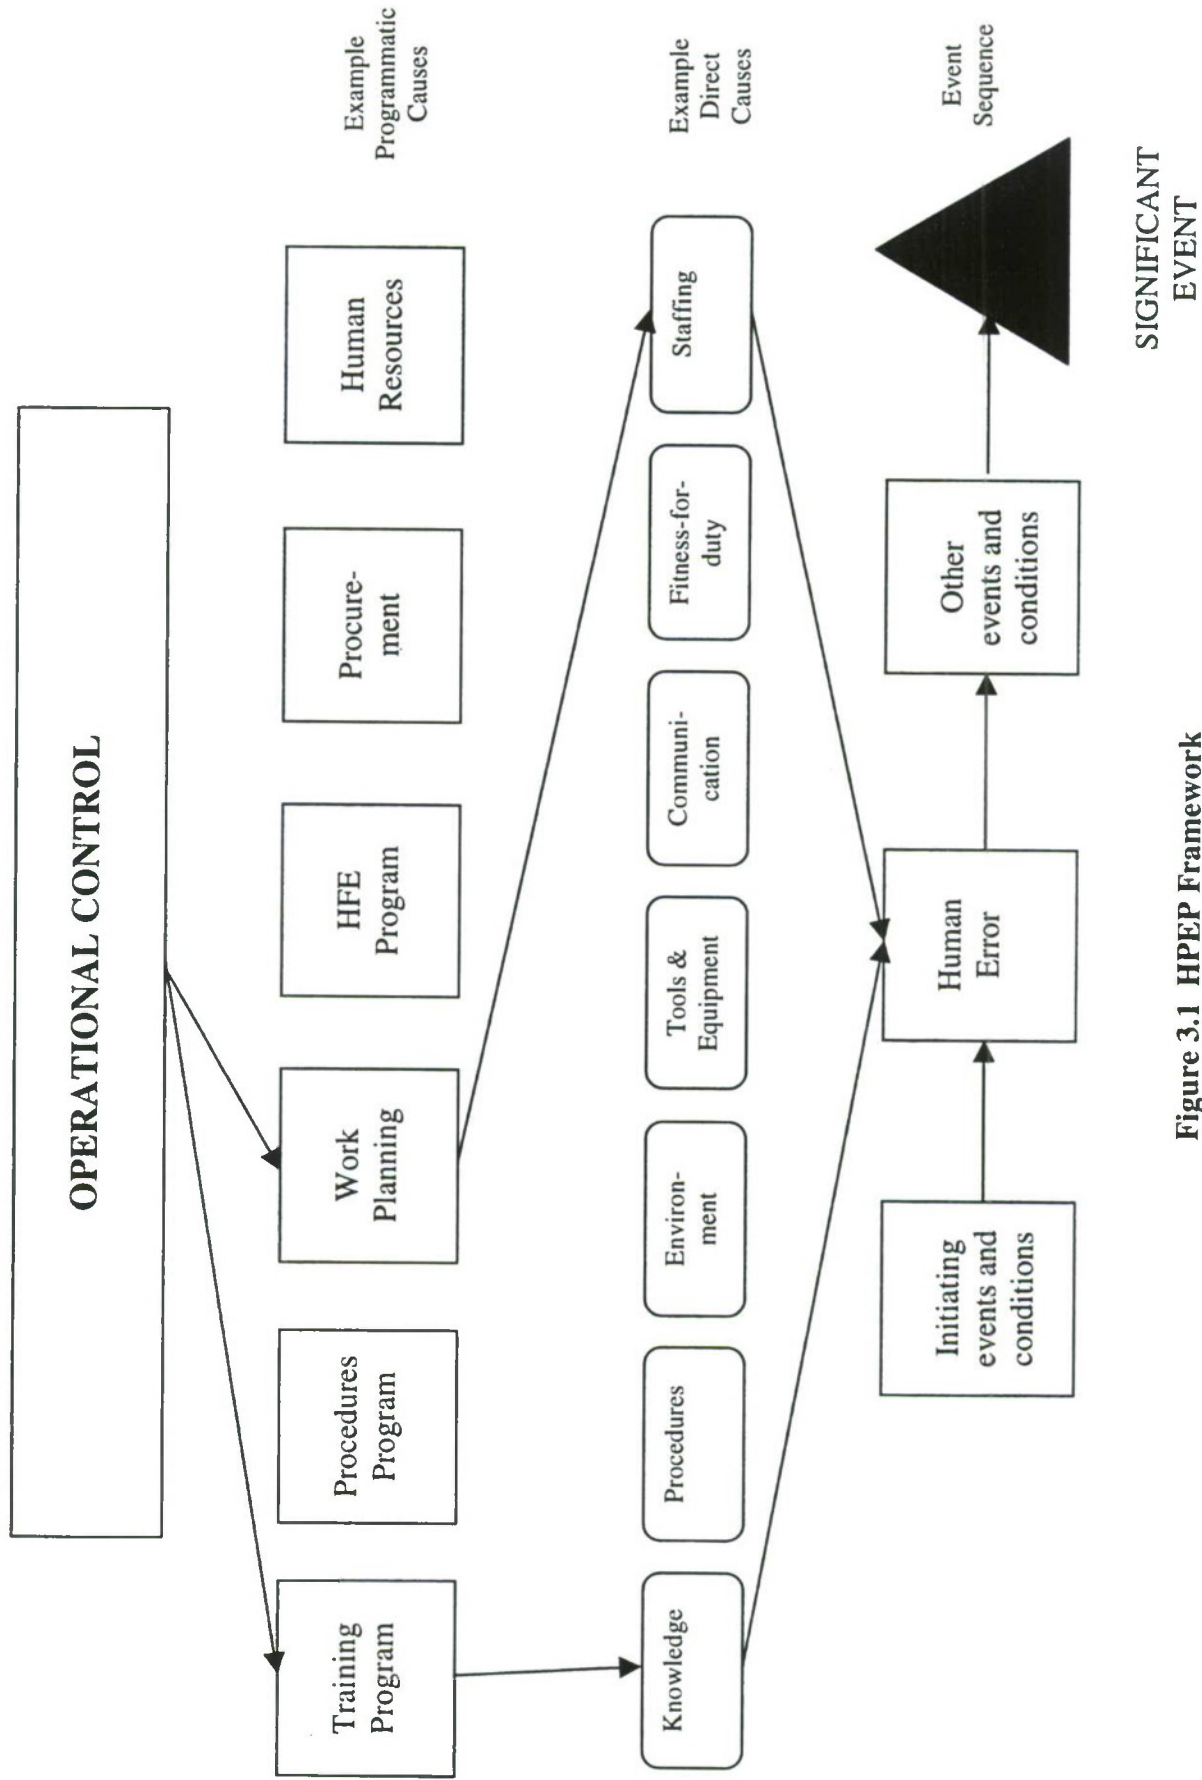 OPERATIONAL CONTROL
Training
Program
Procedures
Program
Work
Planning
HFE
Program
Procure-
ment
Human
Resources
Example
Programmatic
Causes
Knowledge
Procedures
Environ-
ment
Tools &
Equipment
Communi-
cation
Fitness-for-
duty
Staffing
Example
Direct
Causes
Initiating
events and
conditions
Human
Error
Other
events and
conditions
Event
Sequence
SIGNIFICANT
EVENT
Figure 3.1 HPEP Framework